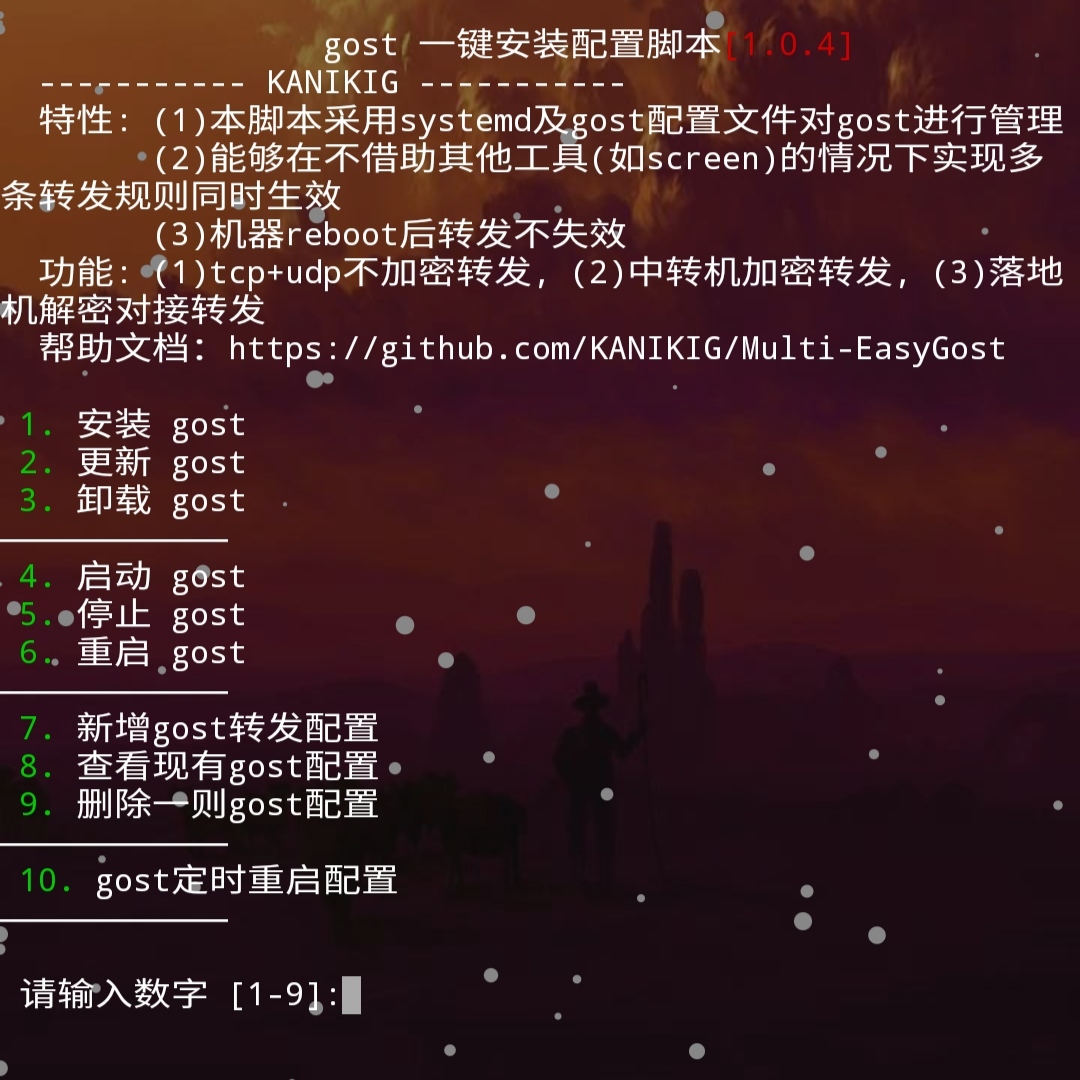 gost 一键安装配置脚本[1.0.4]
----------- KANIKIG -----------
特性: (1)本脚本采用systemd及gost配置文件对gost进行管理
(2)能够在不借助其他工具(如screen)的情况下实现多
条转发规则同时生效
(3)机器reboot后转发不失效
功能: (1)tcp+udp不加密转发, (2)中转机加密转发, (3)落地
机解密对接转发
帮助文档: https://github.com/KANIKIG/Multi-EasyGost
1. 安装 gost
2. 更新 gost
3. 卸载 gost
————————————
4. 启动 gost
5. 停止 gost
6. 重启 gost
————————————
7. 新增gost转发配置
8. 查看现有gost配置
9. 删除一则gost配置
————————————
10. gost定时重启配置
————————————
请输入数字 [1-9]: